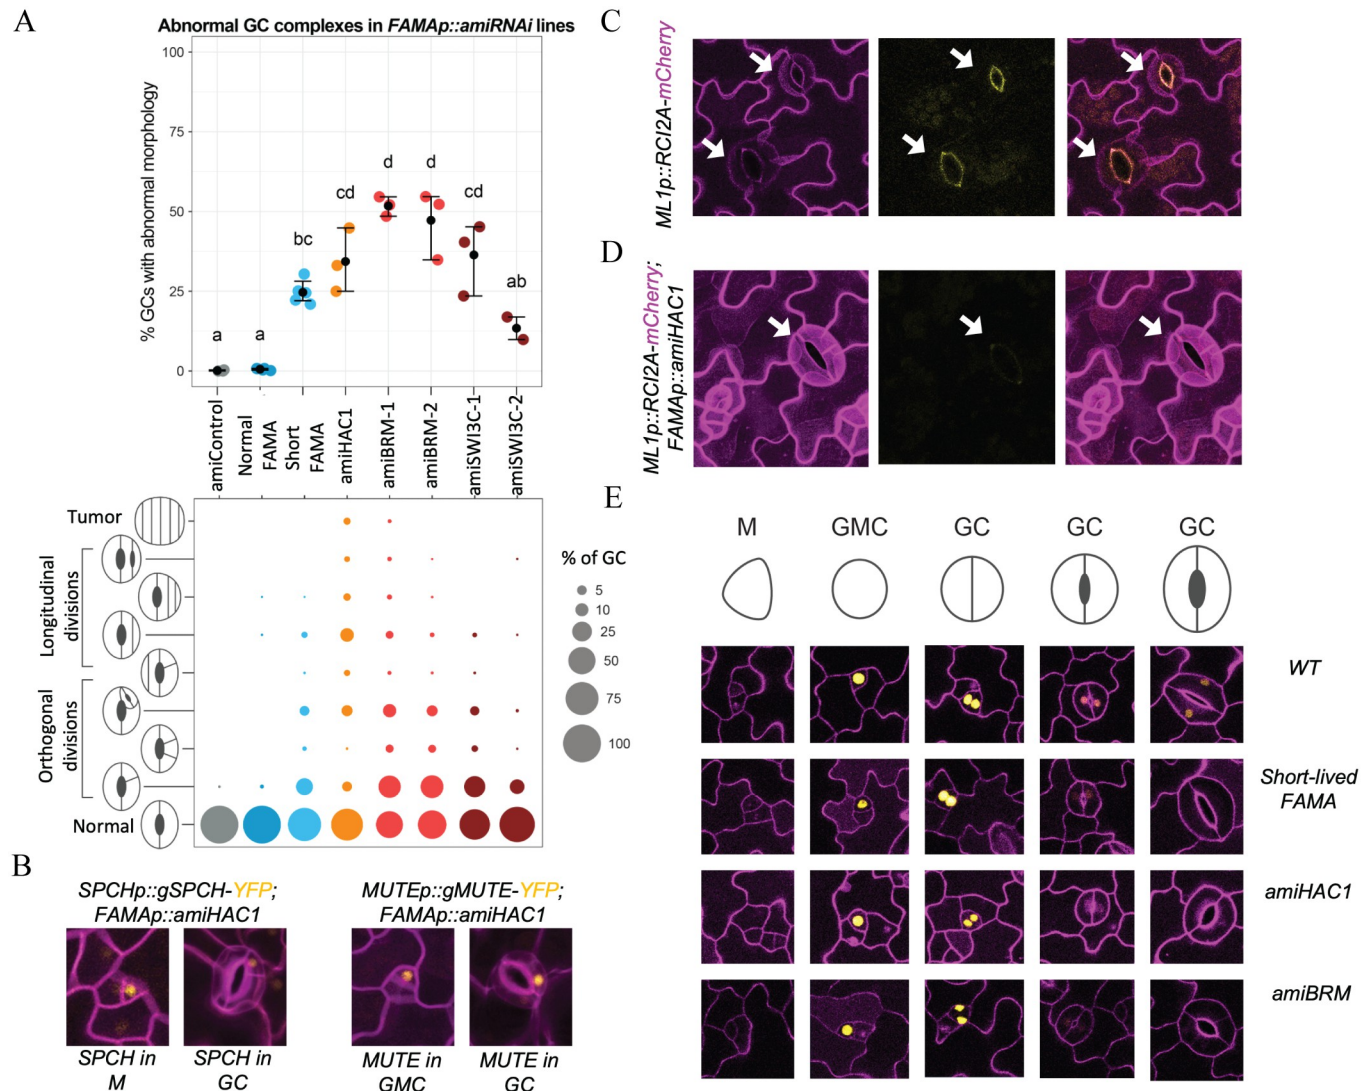 A
Abnormal GC complexes in FAMAp::amiRNAi lines
% GCs with abnormal morphology
100
75
50
25
0
a
a
bc
cd
d
d
cd
ab
amiControl
Normal
FAMA
Short
FAMA
amiHAC1
amiBRM-1
amiBRM-2
amiSWI3C-1
amiSWI3C-2
Tumor
Longitudinal
divisions
Orthogonal
divisions
Normal
% of GC
5
10
25
50
75
100
B
SPCHp::gSPCH-YFP;
FAMAp::amiHAC1
MUTEp::gMUTE-YFP;
FAMAp::amiHAC1
SPCH in
M
SPCH in
GC
MUTE in
GMC
MUTE in
GC
C
ML1p::RCI2A-mCherry
D
ML1p::RCI2A-mCherry;
FAMAp::amiHAC1
E
M
GMC
GC
GC
GC
WT
Short-lived
FAMA
amiHAC1
amiBRM